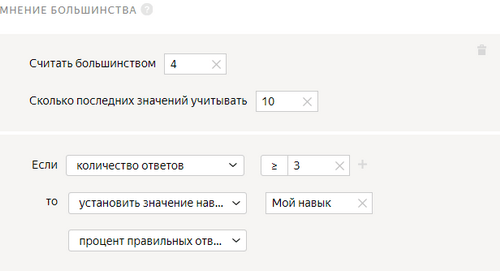 МНЕНИЕ БОЛЬШИНСТВА ?
Считать большинством 4
Сколько последних значений учитывать 10
Если количество ответов ≥ 3
то установить значение нав... Мой навык
процент правильных отв...